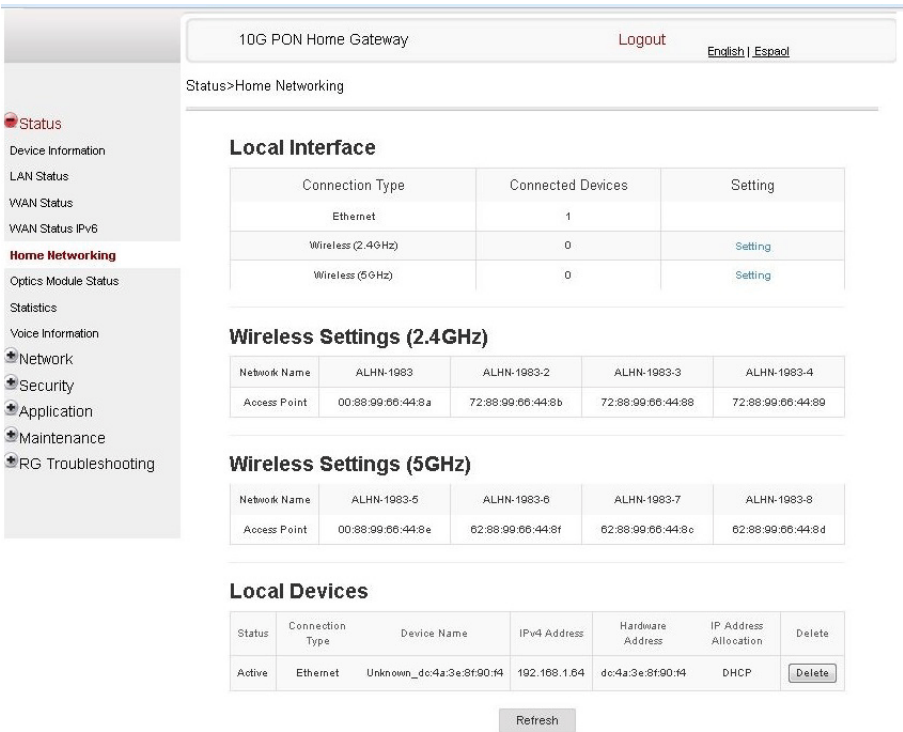 10G PON Home Gateway
Logout
English | Espaol
Status>Home Networking
Status
Device Information
LAN Status
WAN Status
WAN Status IPv6
Home Networking
Optics Module Status
Statistics
Voice Information
Network
Security
Application
Maintenance
RG Troubleshooting
Local Interface
Connection Type Connected Devices Setting
Ethernet 1
Wireless (2.4GHz) 0 Setting
Wireless (5GHz) 0 Setting
Wireless Settings (2.4GHz)
Network Name ALHN-1983 ALHN-1983-2 ALHN-1983-3 ALHN-1983-4
Access Point 00:88:99:66:44:8a 72:88:99:66:44:8b 72:88:99:66:44:88 72:88:99:66:44:89
Wireless Settings (5GHz)
Network Name ALHN-1983-5 ALHN-1983-6 ALHN-1983-7 ALHN-1983-8
Access Point 00:88:99:66:44:8e 62:88:99:66:44:8f 62:88:99:66:44:8c 62:88:99:66:44:8d
Local Devices
Status Connection Type Device Name IPv4 Address Hardware Address IP Address Allocation Delete
Active Ethernet Unknown_dc:4a:3e:8f:90:f4 192.168.1.64 dc:4a:3e:8f:90:f4 DHCP Delete
Refresh